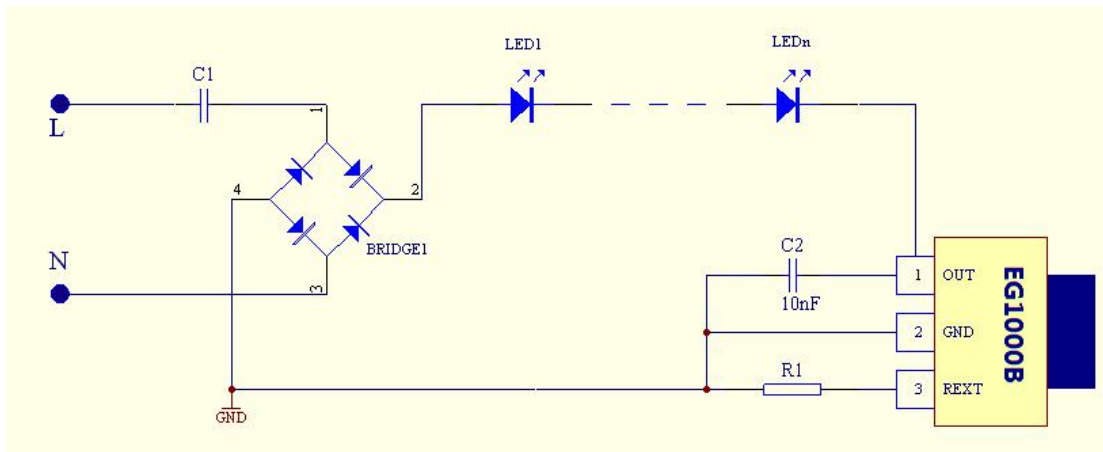 LED1
LEDn
C1
L
1
4
2
BRIDGE1
N
3
C2
10nF
1 OUT
2 GND
3 REXT
EG1000B
R1
GND